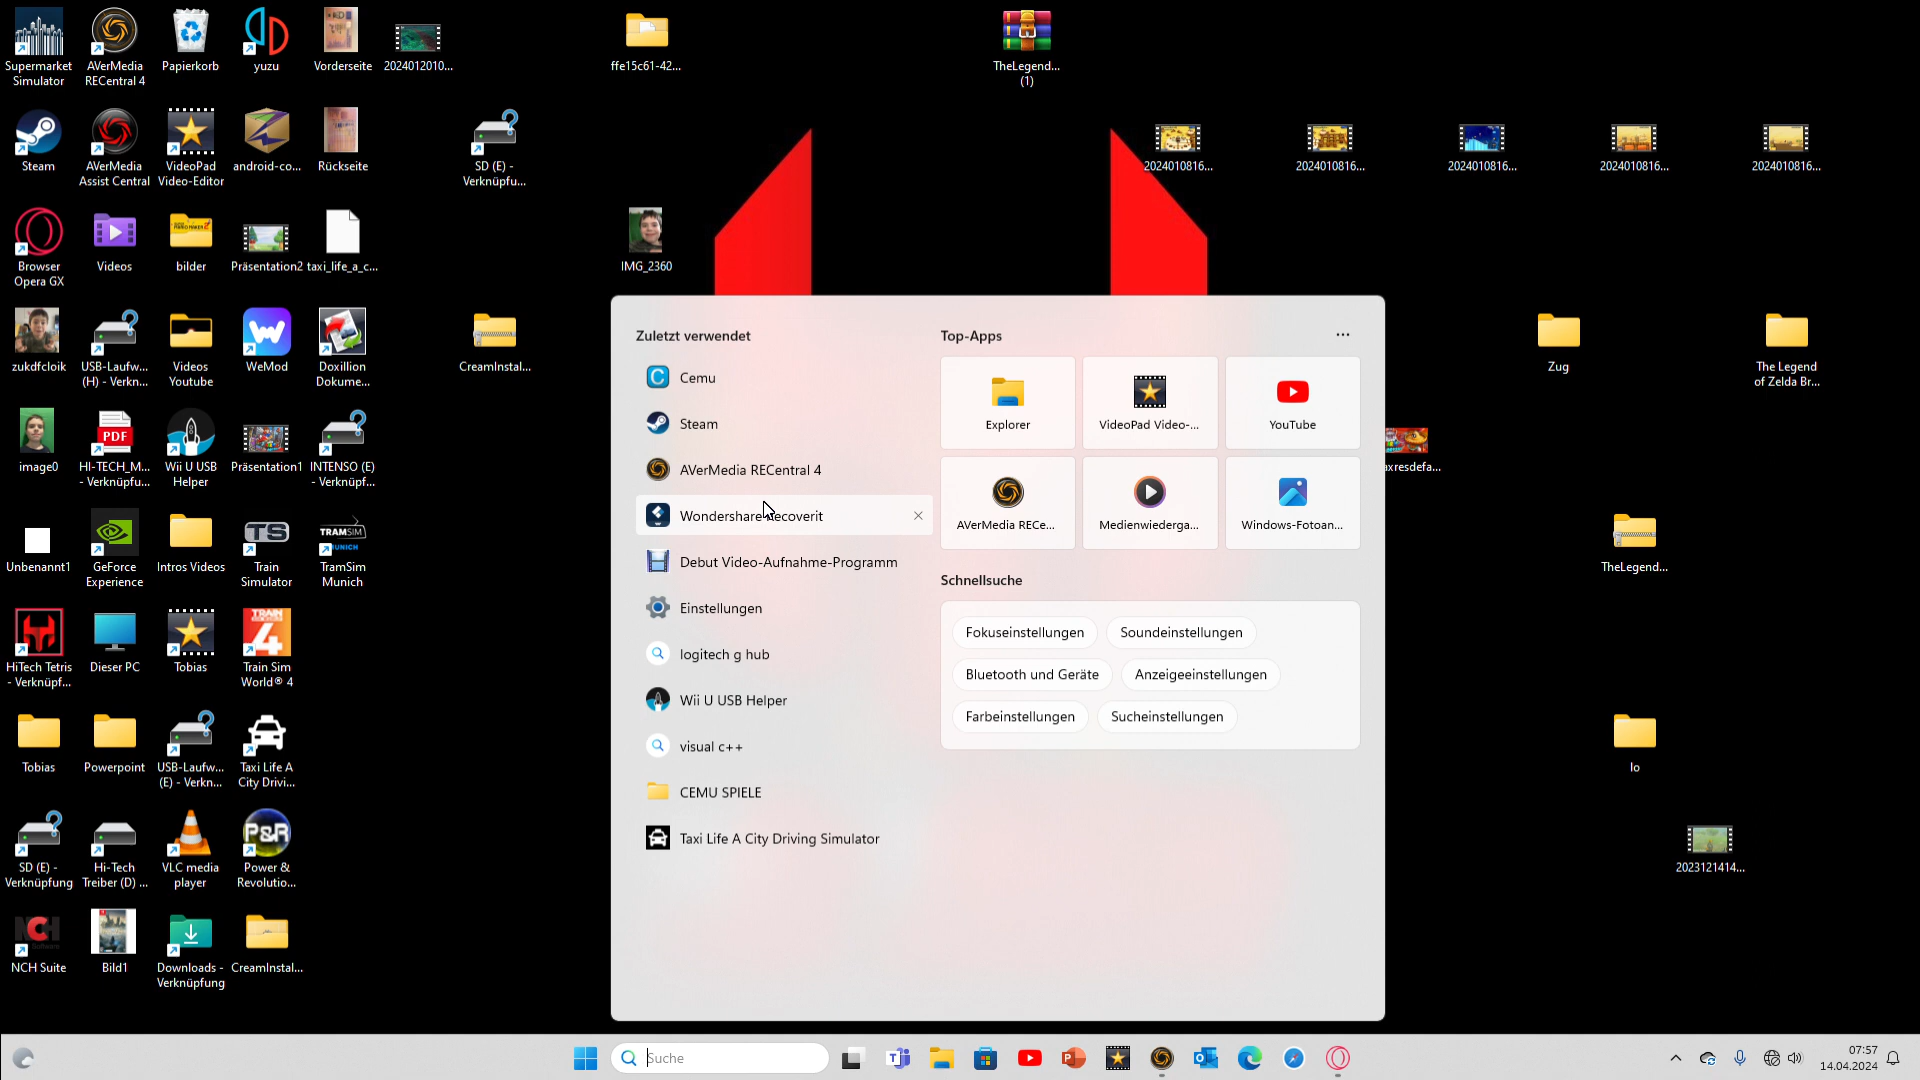 Supermarket
Simulator
AVerMedia
RECentral 4
Papierkorb
yuzu
Vorderseite
2024012010...
ffe15c61-42...
TheLegend...
(1)
Steam
AVerMedia
Assist Central
VideoPad
Video-Editor
android-co...
Rückseite
SD (E) -
Verknüpfu...
2024010816...
2024010816...
2024010816...
2024010816...
2024010816...
Browser
Opera GX
Videos
bilder
Präsentation2
taxi_life_a_c...
IMG_2360
zukdfcloik
USB-Laufw...
(H) - Verkn...
Videos
Youtube
WeMod
Doxillion
Dokume...
CreamInstal...
Zug
The Legend
of Zelda Br...
image0
PDF
HI-TECH_M...
- Verknüpfu...
Wii U USB
Helper
Präsentation1
INTENSO (E)
- Verknüpf...
axresdefa...
Unbenannt1
GeForce
Experience
Intros Videos
TS
Train
Simulator
TRAMSIM
MUNICH
TramSim
Munich
TheLegend...
HiTech Tetris
- Verknüpf...
Dieser PC
Tobias
TRAIN
4
Train Sim
World® 4
Tobias
Powerpoint
USB-Laufw...
(E) - Verkn...
Taxi Life A
City Drivi...
lo
SD (E) -
Verknüpfung
Hi-Tech
Treiber (D) ...
VLC media
player
P&R
Power &
Revolutio...
2023121414...
NCH
NCH Suite
Bild1
Downloads -
Verknüpfung
CreamInstal...
Zuletzt verwendet
Cemu
Steam
AVerMedia RECentral 4
Wondershare Recoverit
Debut Video-Aufnahme-Programm
Einstellungen
logitech g hub
Wii U USB Helper
visual c++
CEMU SPIELE
Taxi Life A City Driving Simulator
Top-Apps
Explorer
VideoPad Video-...
YouTube
AVerMedia RECe...
Medienwiederga...
Windows-Fotoan...
Schnellsuche
Fokuseinstellungen
Soundeinstellungen
Bluetooth und Geräte
Anzeigeeinstellungen
Farbeinstellungen
Sucheinstellungen
Suche
07:57
14.04.2024